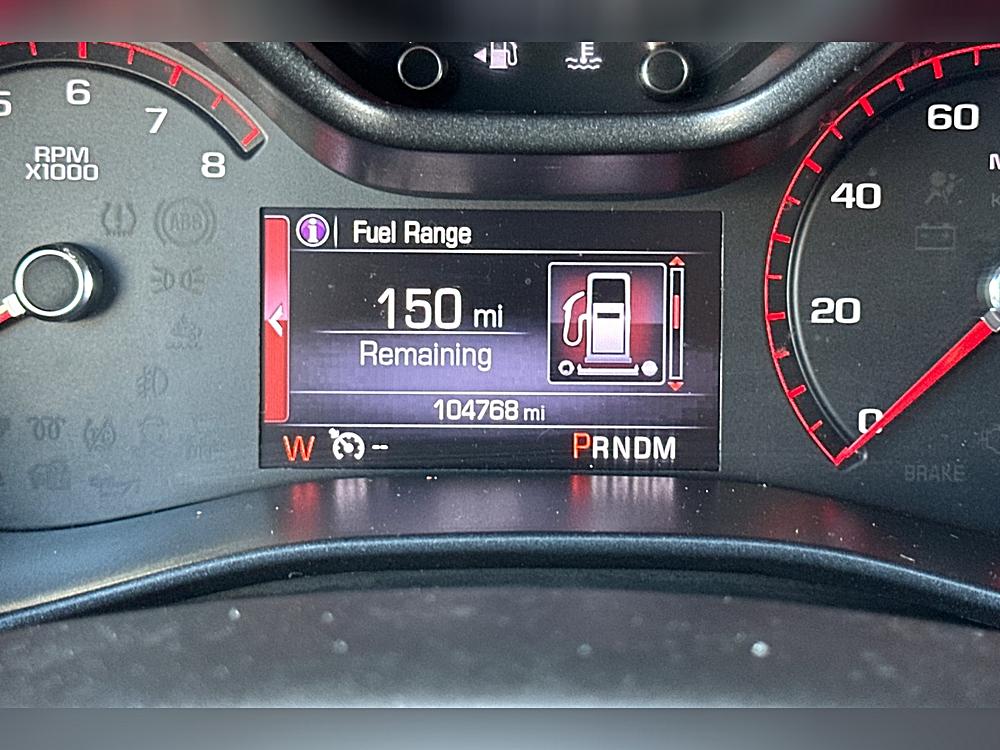 5 6 7 8
RPM
X1000
E
ABS
Fuel Range
150 mi
Remaining
104768 mi
W -- PRNDM
60
40
20
0
BRAKE